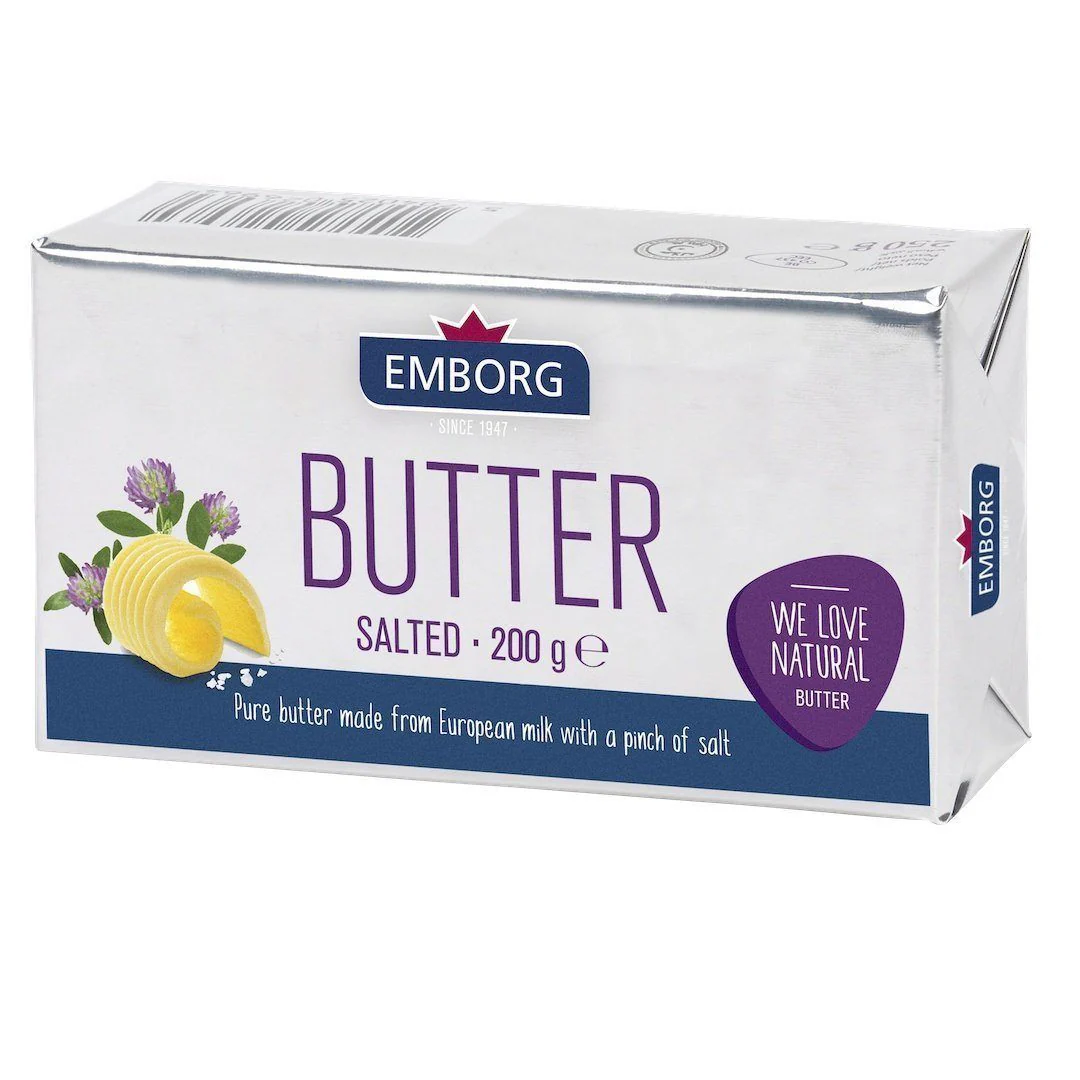 250 g e
EMBORG
· SINCE 1947 ·
BUTTER
SALTED · 200 g ℮
Pure butter made from European milk with a pinch of salt
WE LOVE
NATURAL
BUTTER
EMBORG